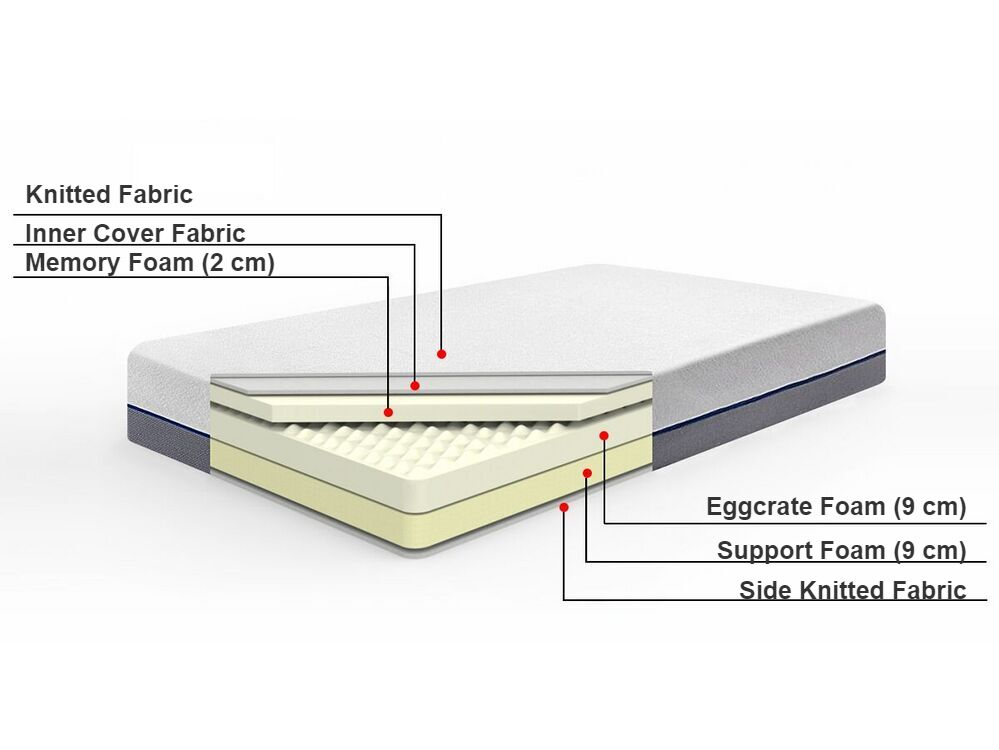 Knitted Fabric
Inner Cover Fabric
Memory Foam (2 cm)
Eggcrate Foam (9 cm)
Support Foam (9 cm)
Side Knitted Fabric